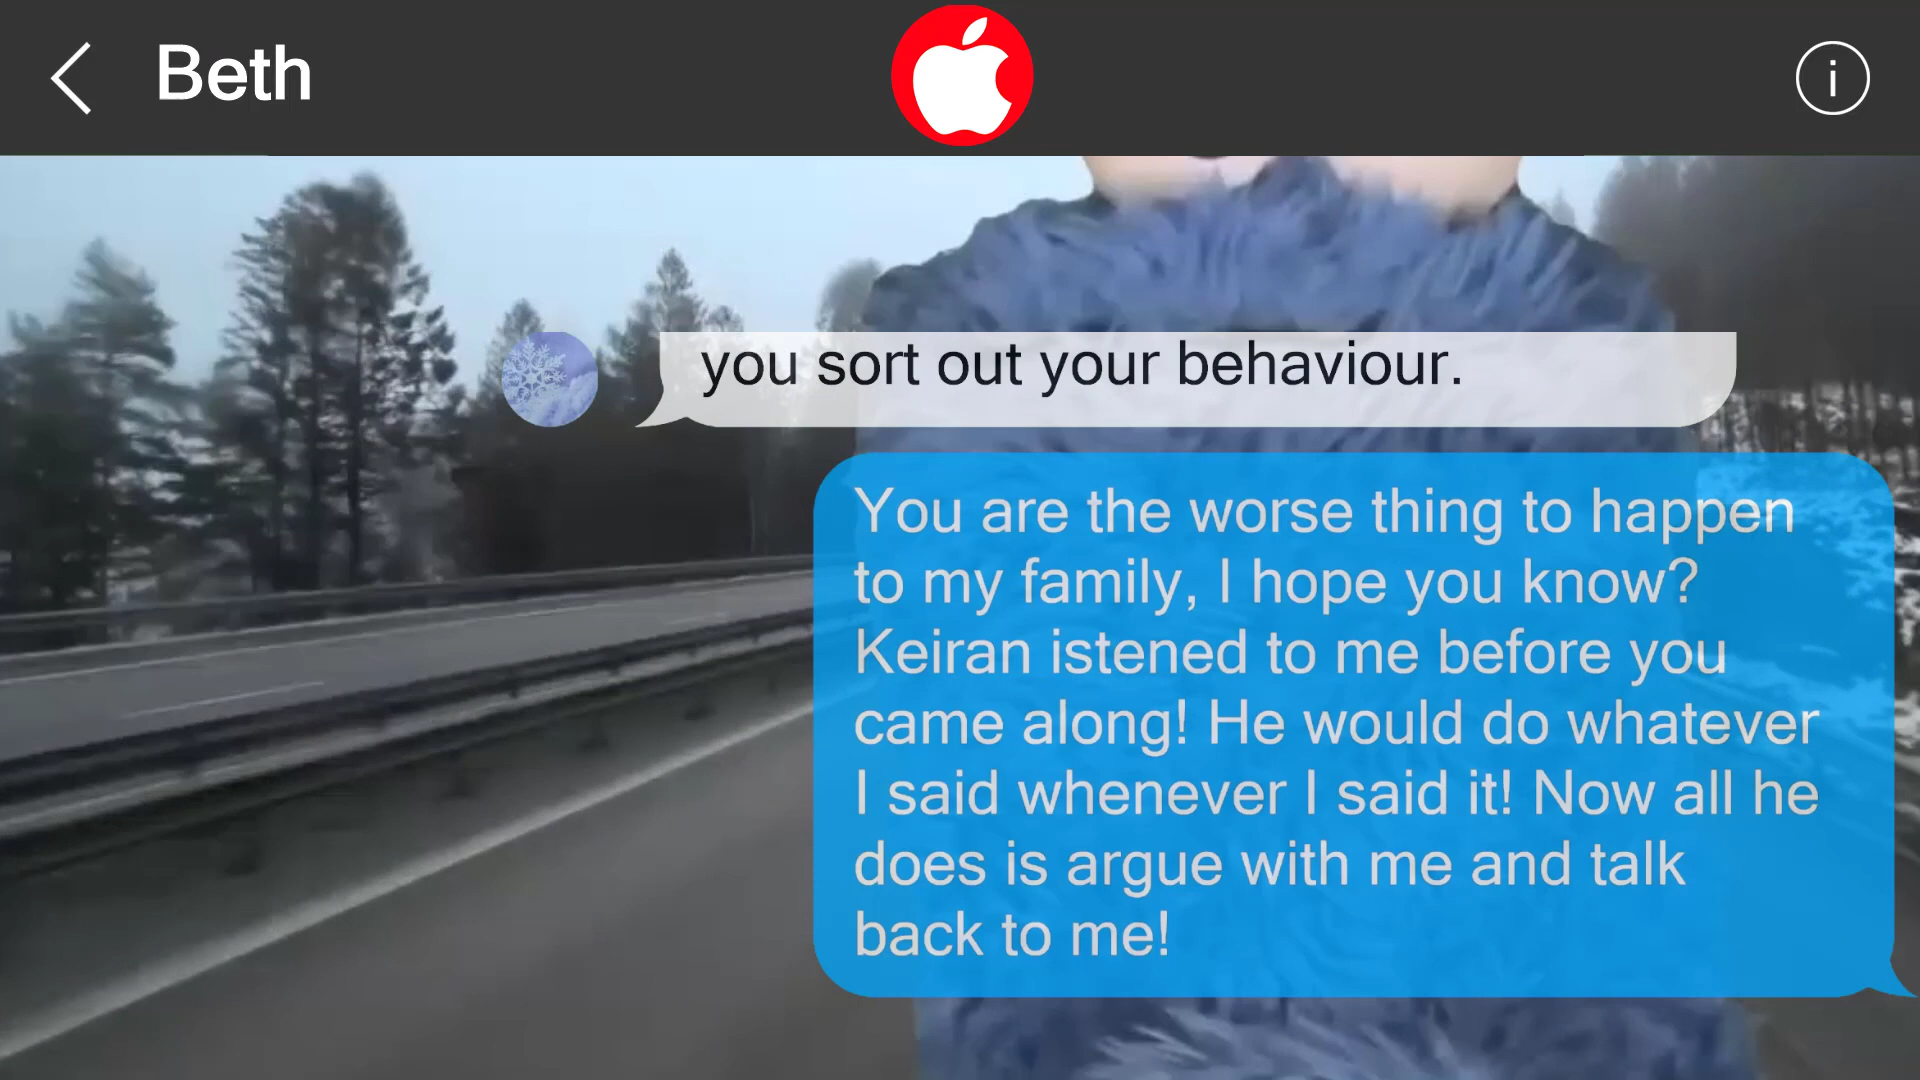 Beth
i
you sort out your behaviour.
You are the worse thing to happen
to my family, I hope you know?
Keiran istened to me before you
came along! He would do whatever
I said whenever I said it! Now all he
does is argue with me and talk
back to me!